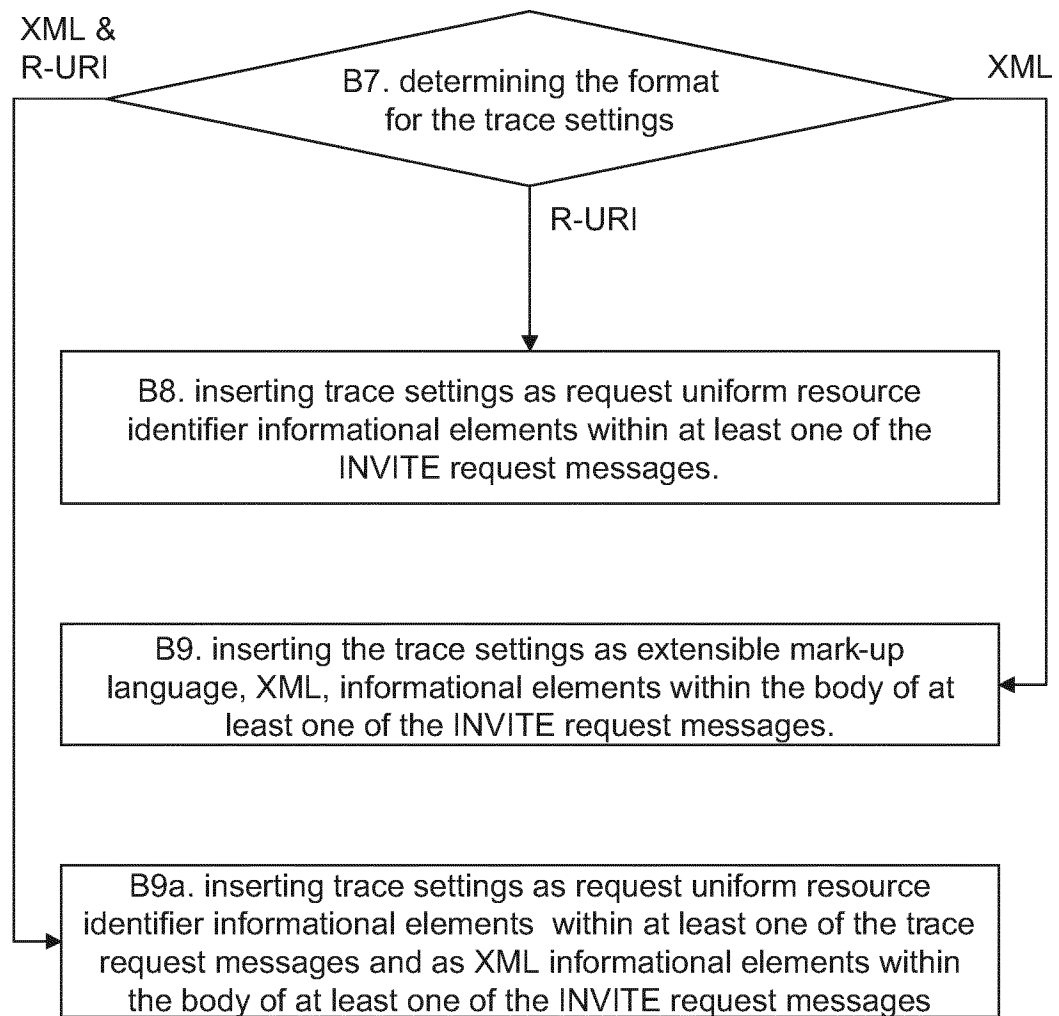 XML &
R-URI
B7. determining the format
for the trace settings
XML
R-URI
B8. inserting trace settings as request uniform resource
identifier informational elements within at least one of the
INVITE request messages.
B9. inserting the trace settings as extensible mark-up
language, XML, informational elements within the body of at
least one of the INVITE request messages.
B9a. inserting trace settings as request uniform resource
identifier informational elements within at least one of the trace
request messages and as XML informational elements within
the body of at least one of the INVITE request messages